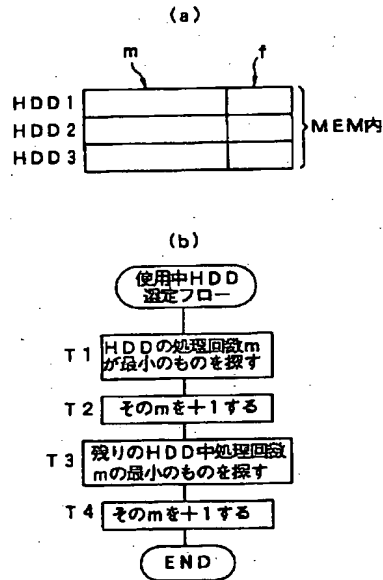 (a)
m f
HDD1
HDD2
HDD3
MEM内
(b)
使用中HDD
選定フロー
T1
HDDの処理回数m
が最小のものを探す
T2
そのmを+1する
T3
残りのHDD中処理回数
mの最小のものを探す
T4
そのmを+1する
END